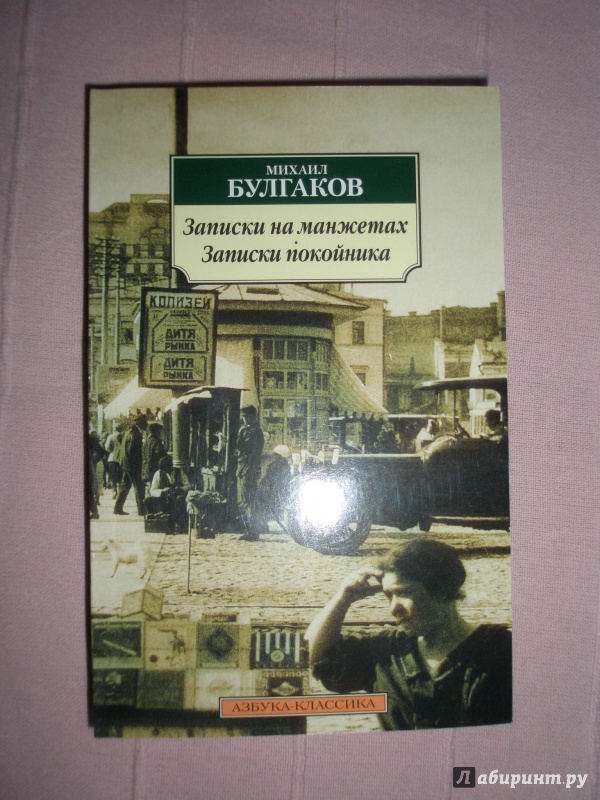 МИХАИЛ
БУЛГАКОВ
Записки на манжетах
Записки покойника
КОЛИЗЕЙ
ДИТЯ
РЫНКА
ДИТЯ
РЫНКА
АЗБУКА-КЛАССИКА
Лабиринт.ру